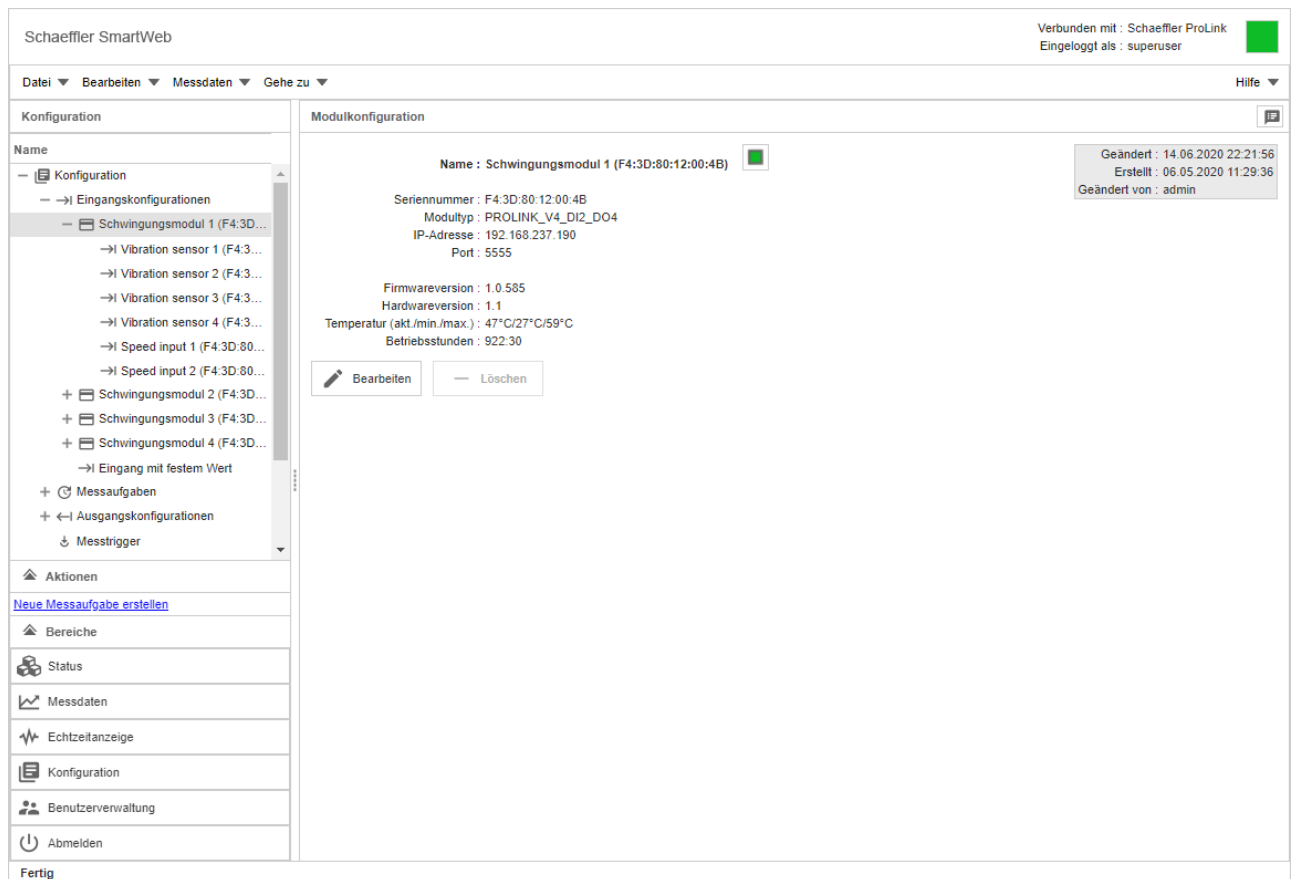 Schaeffler SmartWeb
Verbunden mit : Schaeffler ProLink
Eingeloggt als : superuser
Datei Bearbeiten Messdaten Gehe zu Hilfe
Konfiguration
Name
Konfiguration
Eingangskonfigurationen
Schwingungsmodul 1 (F4:3D...
Vibration sensor 1 (F4:3...
Vibration sensor 2 (F4:3...
Vibration sensor 3 (F4:3...
Vibration sensor 4 (F4:3...
Speed input 1 (F4:3D:80...
Speed input 2 (F4:3D:80...
Schwingungsmodul 2 (F4:3D...
Schwingungsmodul 3 (F4:3D...
Schwingungsmodul 4 (F4:3D...
Eingang mit festem Wert
Messaufgaben
Ausgangskonfigurationen
Messtrigger
Aktionen
Neue Messaufgabe erstellen
Bereiche
Status
Messdaten
Echtzeitanzeige
Konfiguration
Benutzerverwaltung
Abmelden
Modulkonfiguration
Name : Schwingungsmodul 1 (F4:3D:80:12:00:4B)
Seriennummer : F4:3D:80:12:00:4B
Modultyp : PROLINK_V4_DI2_DO4
IP-Adresse : 192.168.237.190
Port : 5555
Firmwareversion : 1.0.585
Hardwareversion : 1.1
Temperatur (akt./min./max.) : 47°C/27°C/59°C
Betriebsstunden : 922:30
Bearbeiten Löschen
Geändert : 14.06.2020 22:21:56
Erstellt : 06.05.2020 11:29:36
Geändert von : admin
Fertig